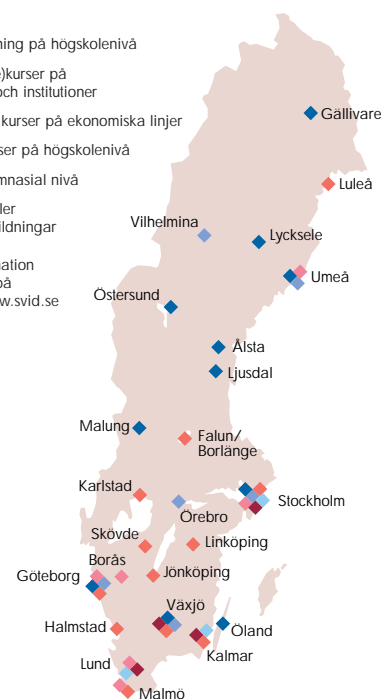 ning på högskolenivå
)kurser på
och institutioner
kurser på ekonomiska linjer
ser på högskolenivå
mnasial nivå
ler
ildningar
nation
på
w.svid.se
Gällivare
Luleå
Vilhelmina
Lycksele
Umeå
Östersund
Ålsta
Ljusdal
Malung
Falun/
Borlänge
Karlstad
Stockholm
Örebro
Skövde
Linköping
Borås
Göteborg
Jönköping
Växjö
Halmstad
Öland
Kalmar
Lund
Malmö